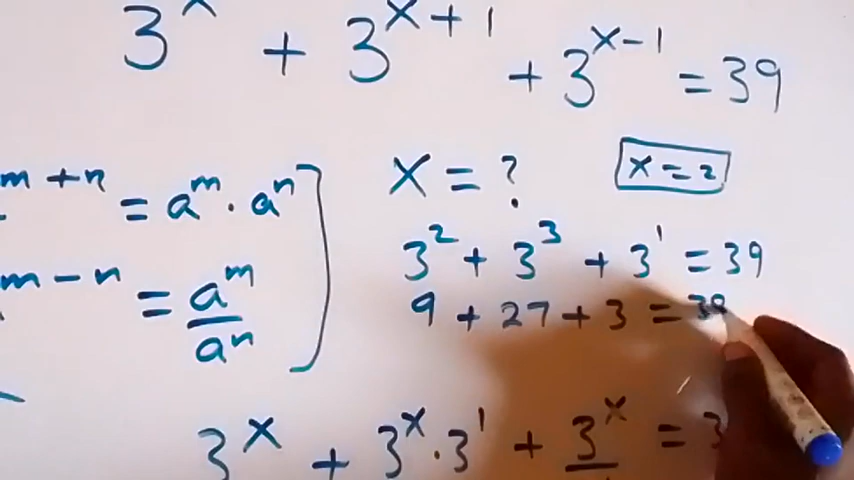 3^x + 3^(x+1) + 3^(x-1) = 39
x = ?
x = 2
m+n = a^m · a^n
m-n = a^m / a^n
3^2 + 3^3 + 3^1 = 39
9 + 27 + 3 = 39
3^x + 3^x · 3^1 + 3^x = 3